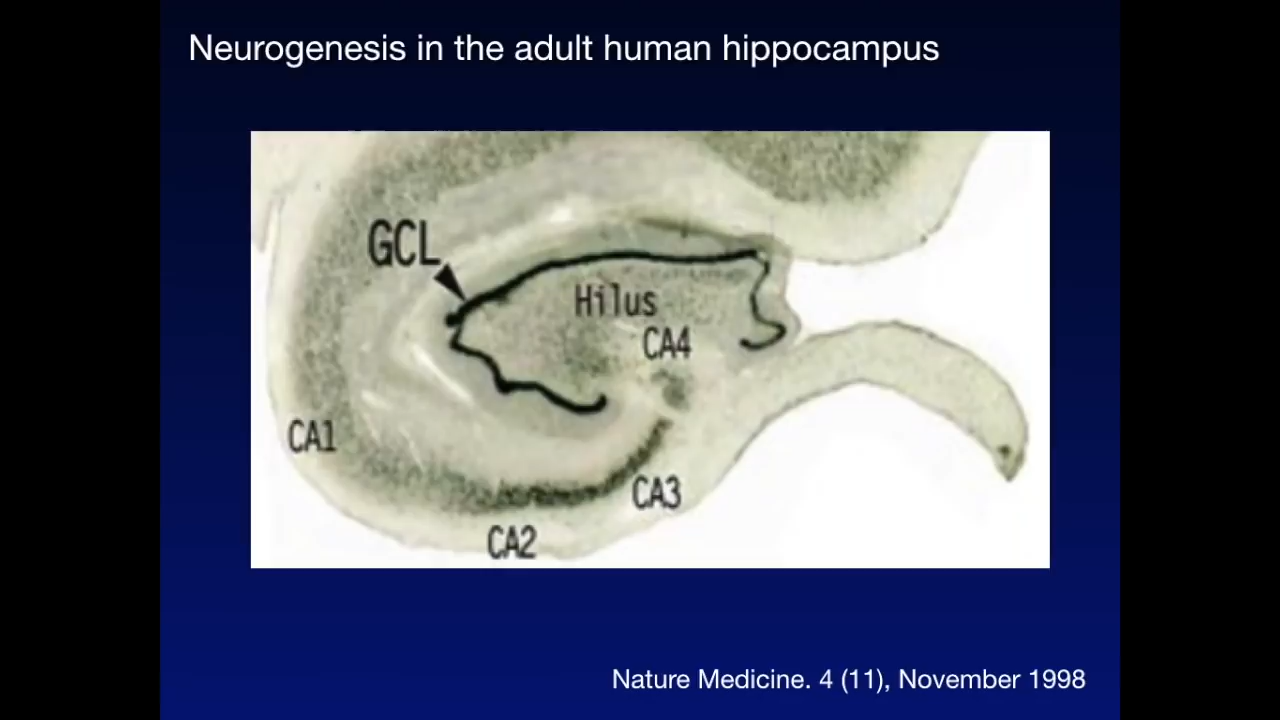 Neurogenesis in the adult human hippocampus
GCL
Hilus
CA4
CA1
CA3
CA2
Nature Medicine. 4 (11), November 1998